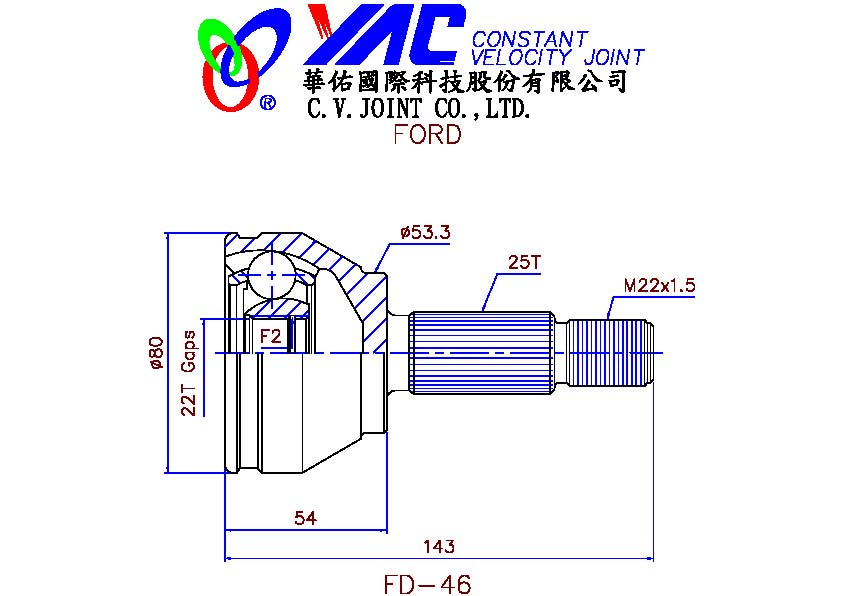 YAC CONSTANT
VELOCITY JOINT
®
華佑國際科技股份有限公司
C.V.JOINT CO.,LTD.
FORD
ø53.3
25T
M22x1.5
F2
ø80
22T Gaps
54
143
FD-46